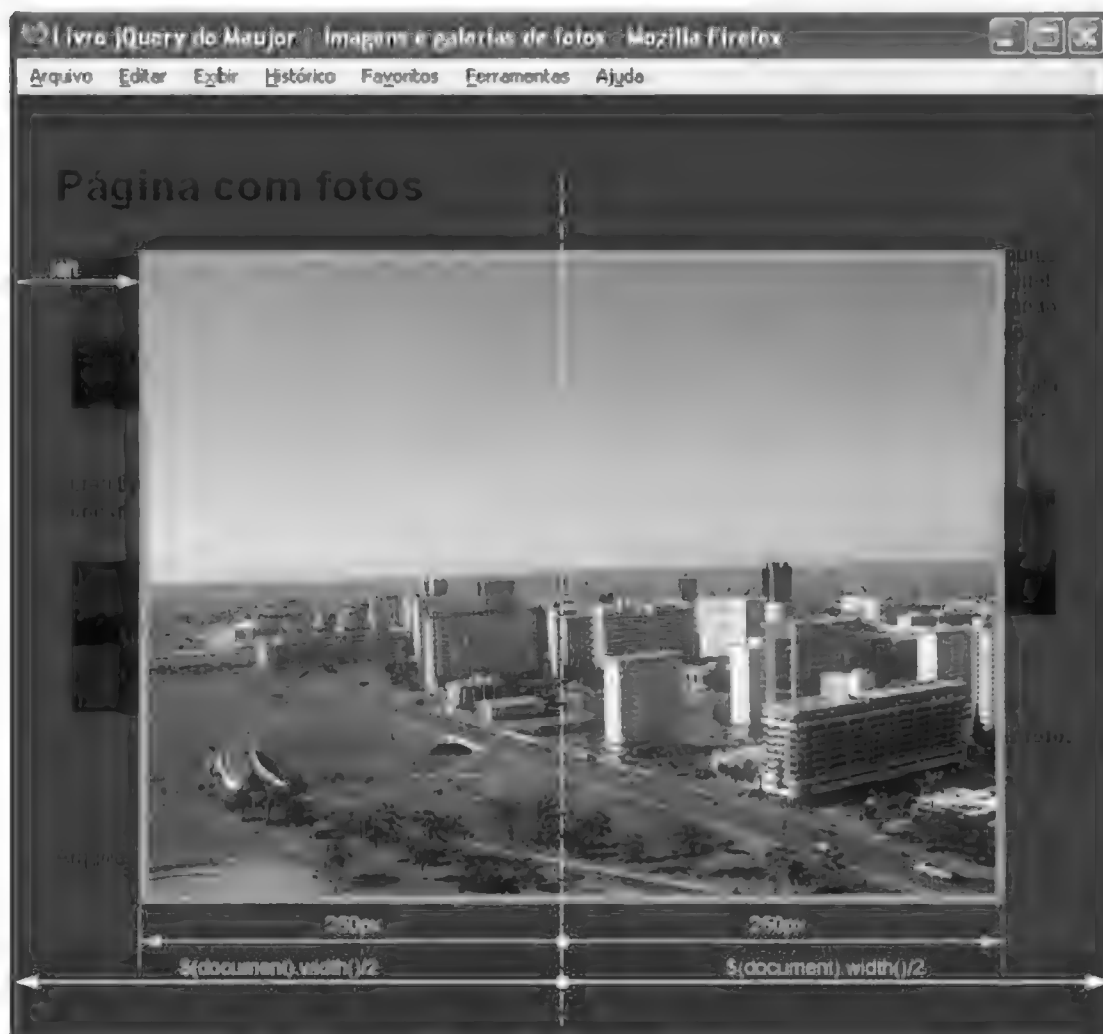 Livro jQuery do Maujor | Imagens e galerias de fotos - Mozilla Firefox
Arquivo Editar Exibir Histórico Favoritos Ferramentas Ajuda
Página com fotos
250px 250px
$(document).width()/2 $(document).width()/2